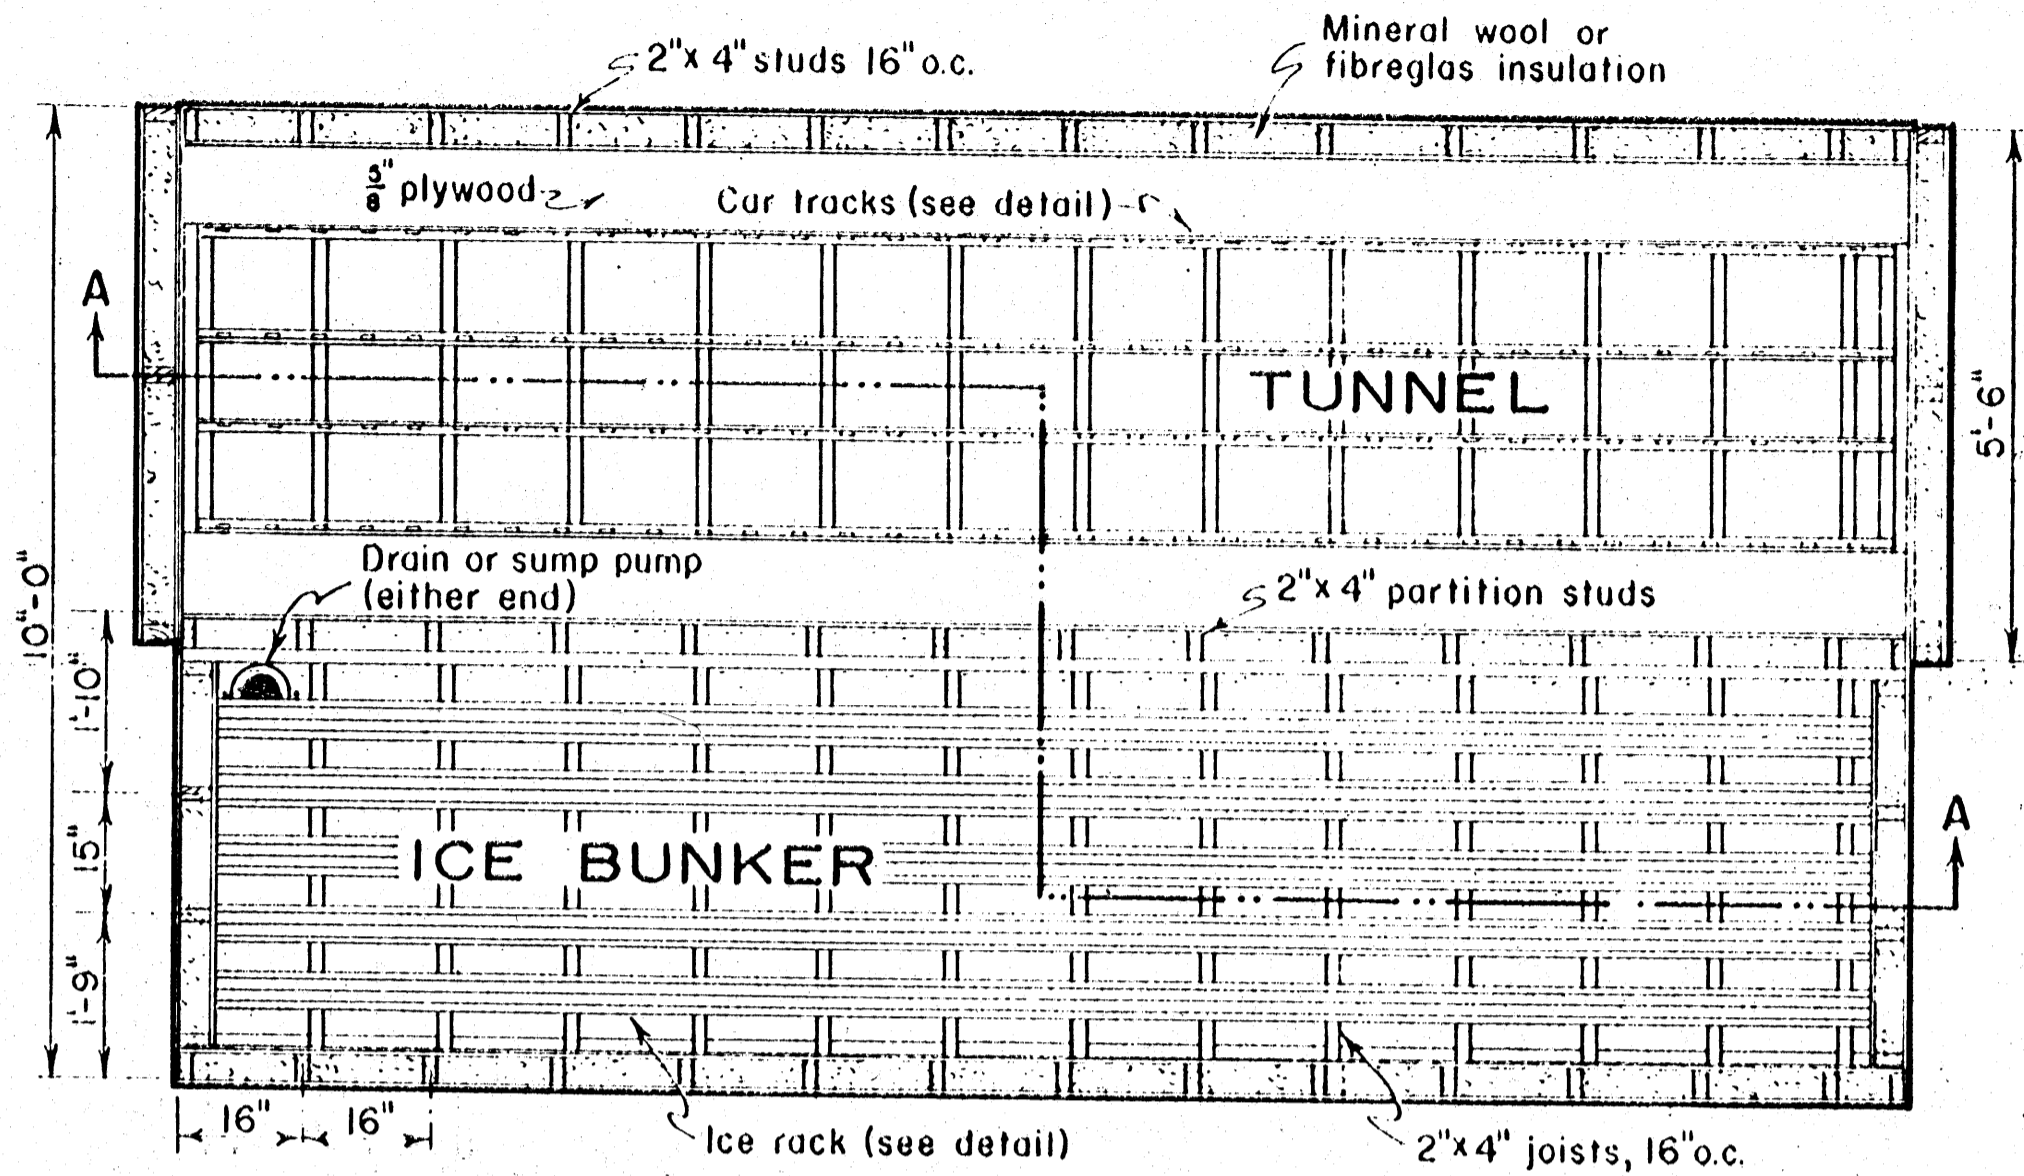 2"x 4" studs 16" o.c.
Mineral wool or
fibreglas insulation
5/8" plywood
Car tracks (see detail)
A
TUNNEL
5'-6"
Drain or sump pump
(either end)
2"x 4" partition studs
10"-0"
1'-10"
15"
1'-9"
ICE BUNKER
A
16"
16"
Ice rack (see detail)
2"x 4" joists, 16" o.c.